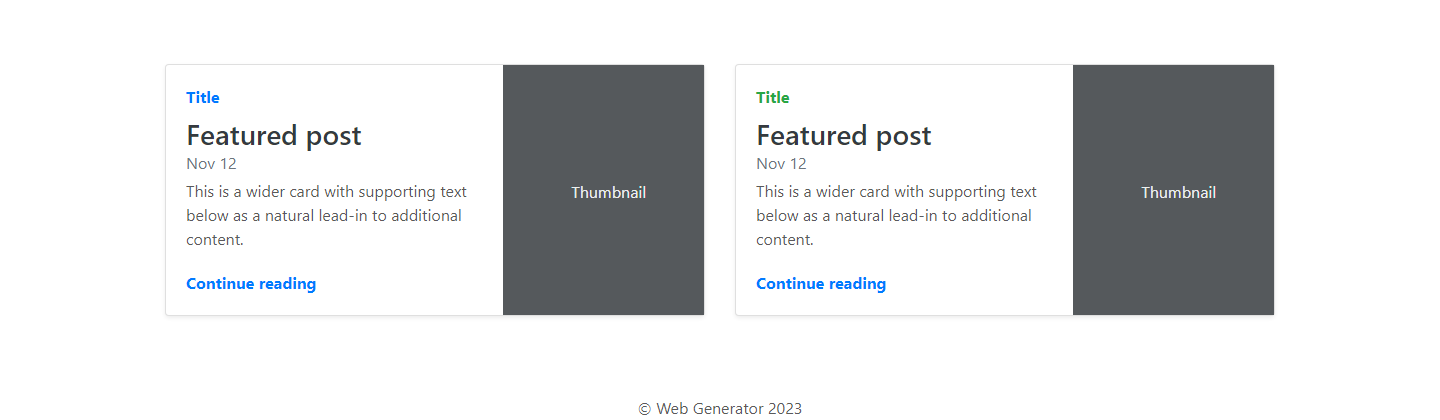 Title
Featured post
Nov 12
This is a wider card with supporting text
below as a natural lead-in to additional
content.
Continue reading
Thumbnail
Title
Featured post
Nov 12
This is a wider card with supporting text
below as a natural lead-in to additional
content.
Continue reading
Thumbnail
© Web Generator 2023